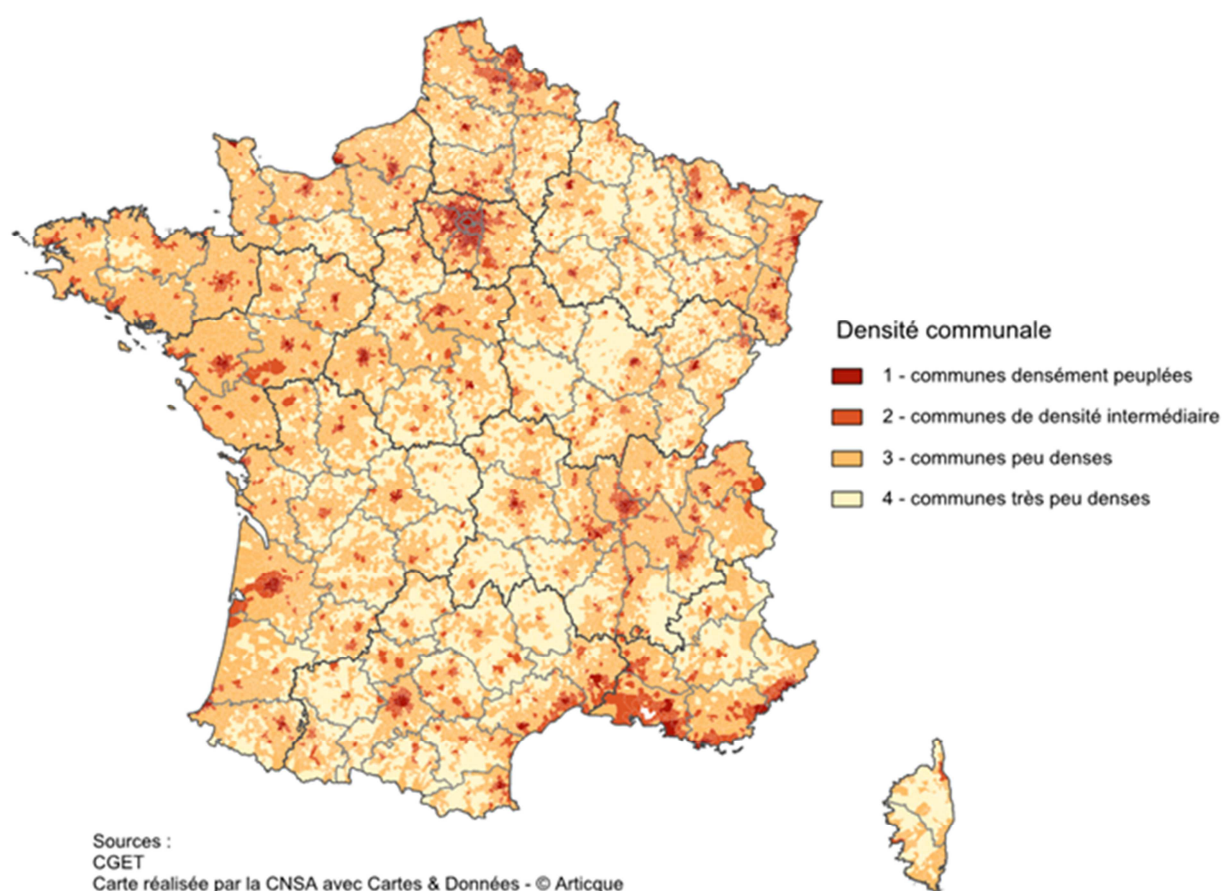 Densité communale
1 - communes densément peuplées
2 - communes de densité intermédiaire
3 - communes peu denses
4 - communes très peu denses
Sources :
CGET
Carte réalisée par la CNSA avec Cartes & Données - © Articque